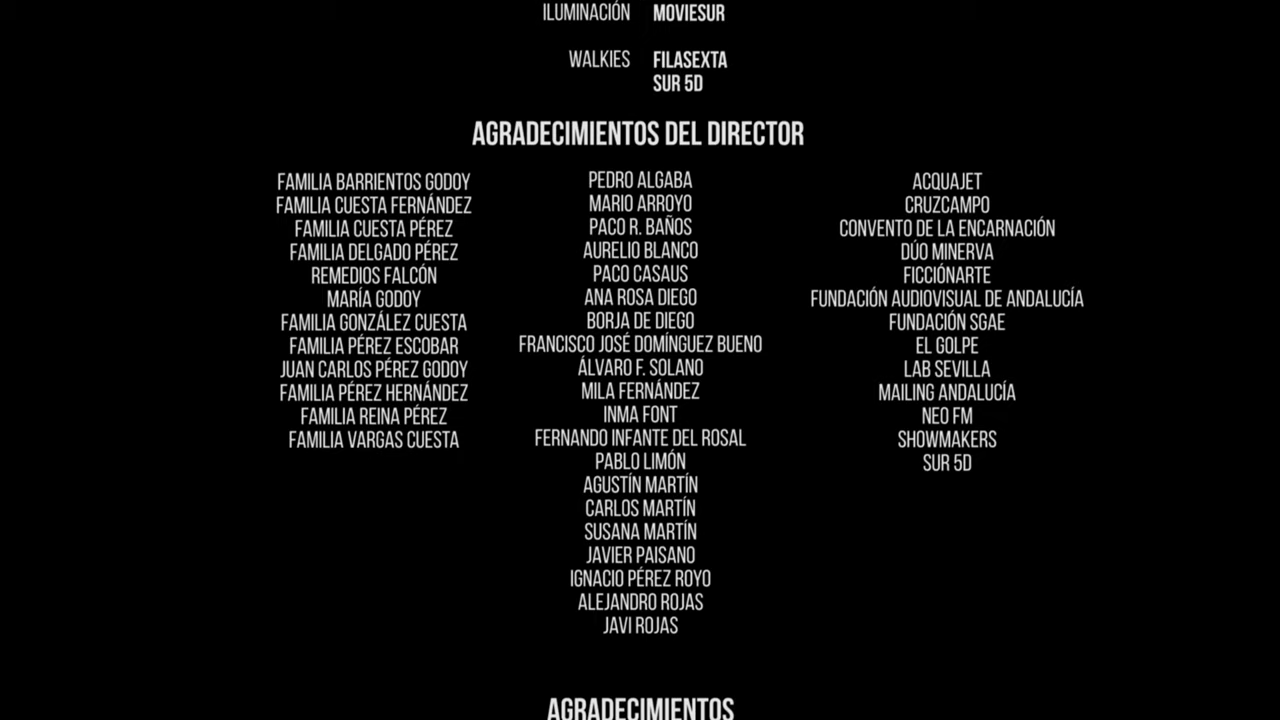 ILUMINACIÓN MOVIESUR
WALKIES FILASEXTA
SUR 5D
AGRADECIMIENTOS DEL DIRECTOR
FAMILIA BARRIENTOS GODOY
FAMILIA CUESTA FERNÁNDEZ
FAMILIA CUESTA PÉREZ
FAMILIA DELGADO PÉREZ
REMEDIOS FALCÓN
MARÍA GODOY
FAMILIA GONZÁLEZ CUESTA
FAMILIA PÉREZ ESCOBAR
JUAN CARLOS PÉREZ GODOY
FAMILIA PÉREZ HERNÁNDEZ
FAMILIA REINA PÉREZ
FAMILIA VARGAS CUESTA
PEDRO ALGABA
MARIO ARROYO
PACO R. BAÑOS
AURELIO BLANCO
PACO CASAUS
ANA ROSA DIEGO
BORJA DE DIEGO
FRANCISCO JOSÉ DOMÍNGUEZ BUENO
ÁLVARO F. SOLANO
MILA FERNÁNDEZ
INMA FONT
FERNANDO INFANTE DEL ROSAL
PABLO LIMÓN
AGUSTÍN MARTÍN
CARLOS MARTÍN
SUSANA MARTÍN
JAVIER PAISANO
IGNACIO PÉREZ ROYO
ALEJANDRO ROJAS
JAVI ROJAS
ACQUAJET
CRUZCAMPO
CONVENTO DE LA ENCARNACIÓN
DÚO MINERVA
FICCIÓNARTE
FUNDACIÓN AUDIOVISUAL DE ANDALUCÍA
FUNDACIÓN SGAE
EL GOLPE
LAB SEVILLA
MAILING ANDALUCÍA
NEO FM
SHOWMAKERS
SUR 5D
AGRADECIMIENTOS